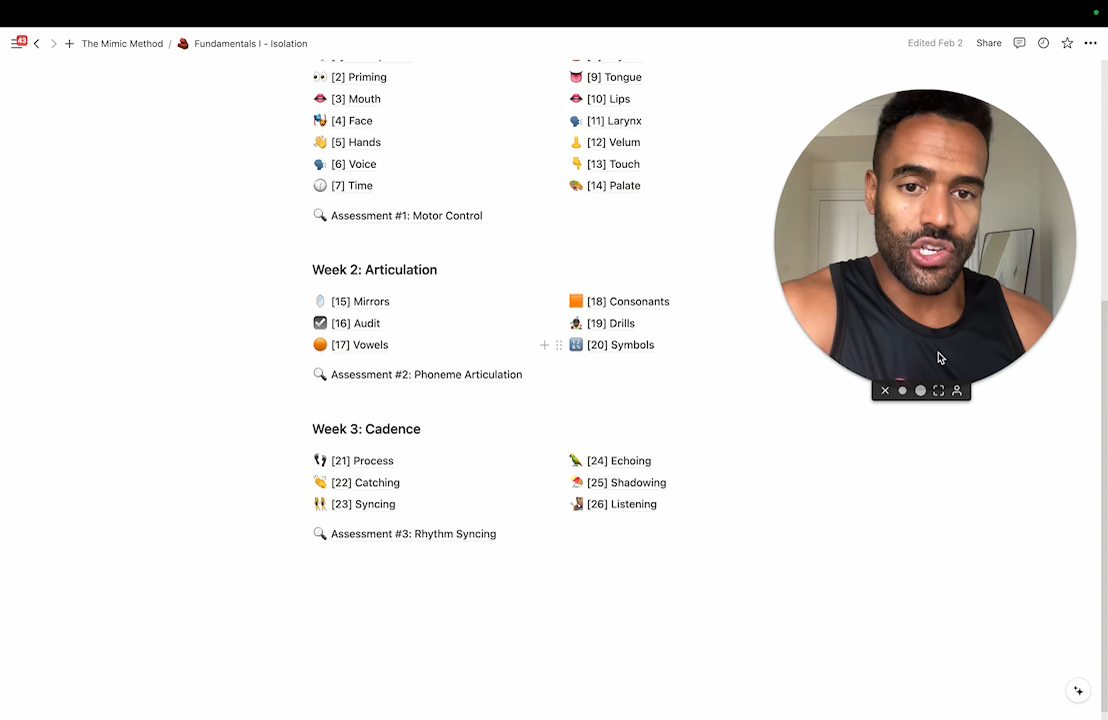 43
The Mimic Method / Fundamentals I - Isolation
Edited Feb 2 Share
[2] Priming
[3] Mouth
[4] Face
[5] Hands
[6] Voice
[7] Time
[9] Tongue
[10] Lips
[11] Larynx
[12] Velum
[13] Touch
[14] Palate
Assessment #1: Motor Control
Week 2: Articulation
[15] Mirrors
[16] Audit
[17] Vowels
[18] Consonants
[19] Drills
[20] Symbols
Assessment #2: Phoneme Articulation
Week 3: Cadence
[21] Process
[22] Catching
[23] Syncing
[24] Echoing
[25] Shadowing
[26] Listening
Assessment #3: Rhythm Syncing